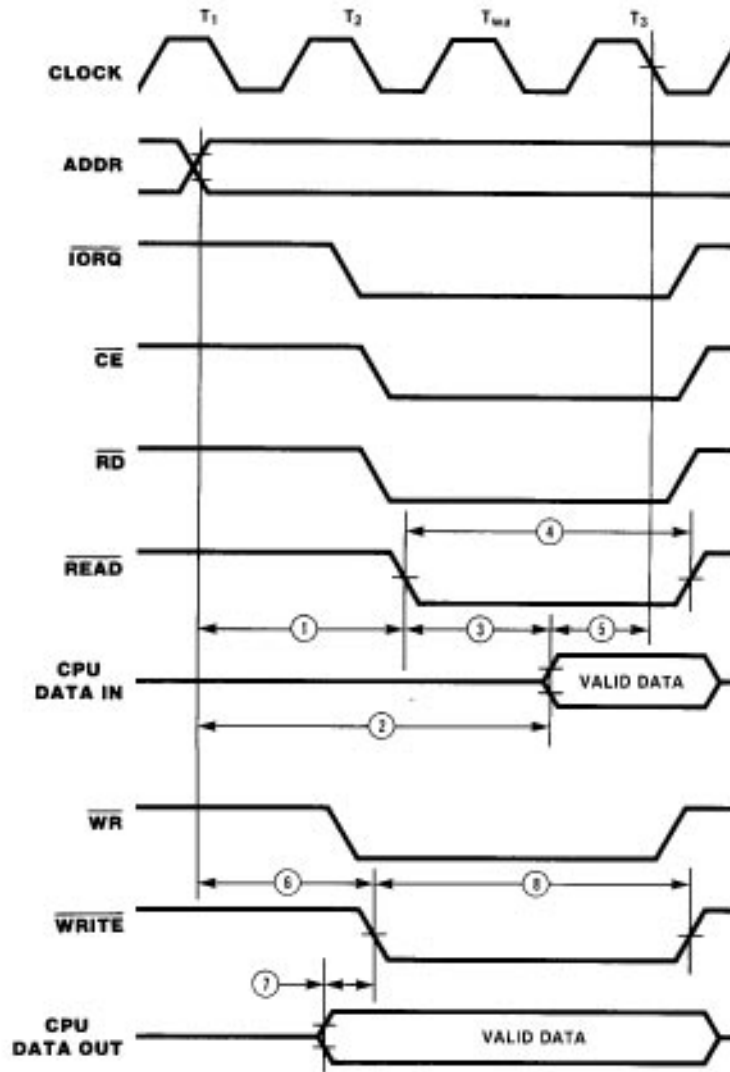 T₁ T₂ Twa T₃
CLOCK
ADDR
IORQ
CE
RD
④
READ
① ③ ⑤
CPU
DATA IN
VALID DATA
②
WR
⑥ ⑧
WRITE
⑦
CPU
DATA OUT
VALID DATA